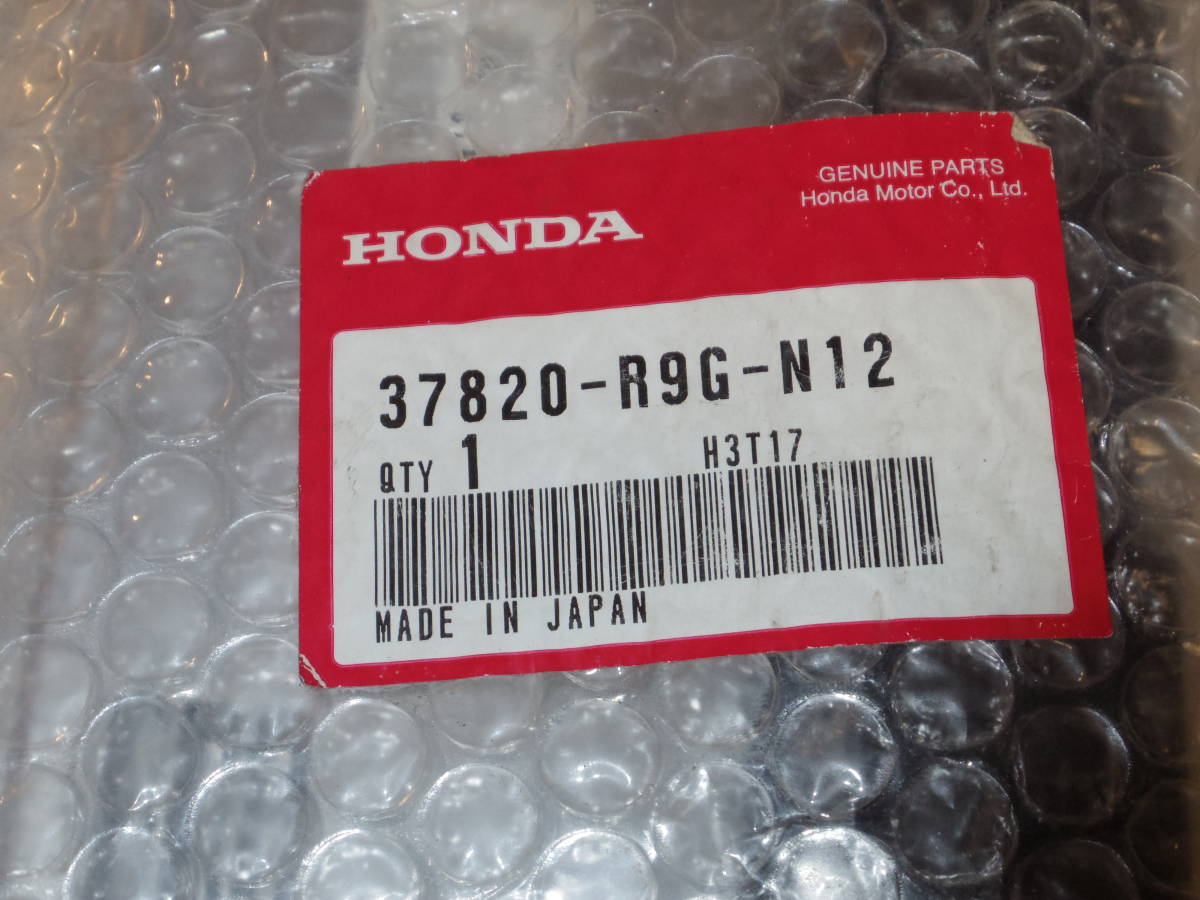 GENUINE PARTS
Honda Motor Co., Ltd.
HONDA
37820-R9G-N12
QTY 1 H3T17
MADE IN JAPAN